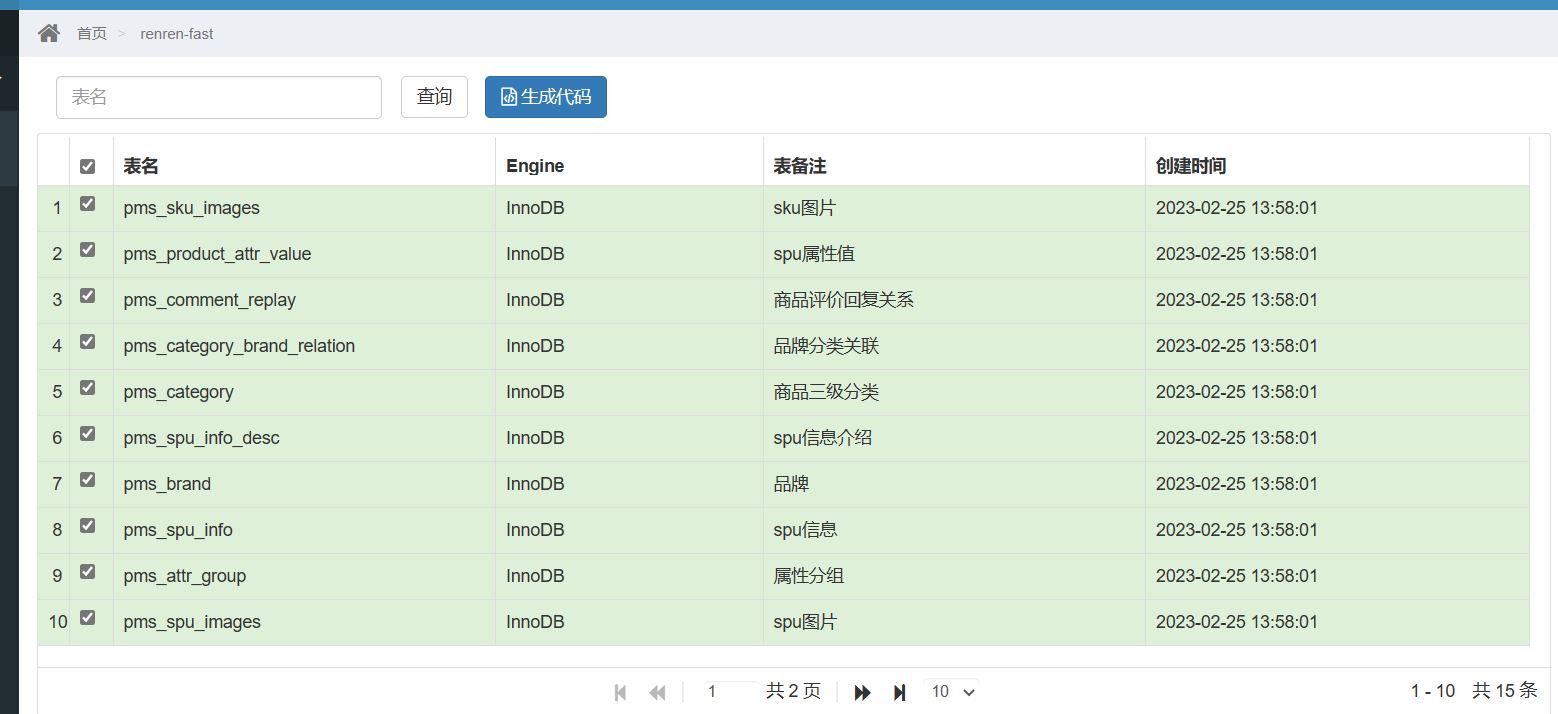 首页 > renren-fast
表名 查询 生成代码
表名 Engine 表备注 创建时间
1 pms_sku_images InnoDB sku图片 2023-02-25 13:58:01
2 pms_product_attr_value InnoDB spu属性值 2023-02-25 13:58:01
3 pms_comment_replay InnoDB 商品评价回复关系 2023-02-25 13:58:01
4 pms_category_brand_relation InnoDB 品牌分类关联 2023-02-25 13:58:01
5 pms_category InnoDB 商品三级分类 2023-02-25 13:58:01
6 pms_spu_info_desc InnoDB spu信息介绍 2023-02-25 13:58:01
7 pms_brand InnoDB 品牌 2023-02-25 13:58:01
8 pms_spu_info InnoDB spu信息 2023-02-25 13:58:01
9 pms_attr_group InnoDB 属性分组 2023-02-25 13:58:01
10 pms_spu_images InnoDB spu图片 2023-02-25 13:58:01
1 共 2 页 10 1 - 10 共 15 条